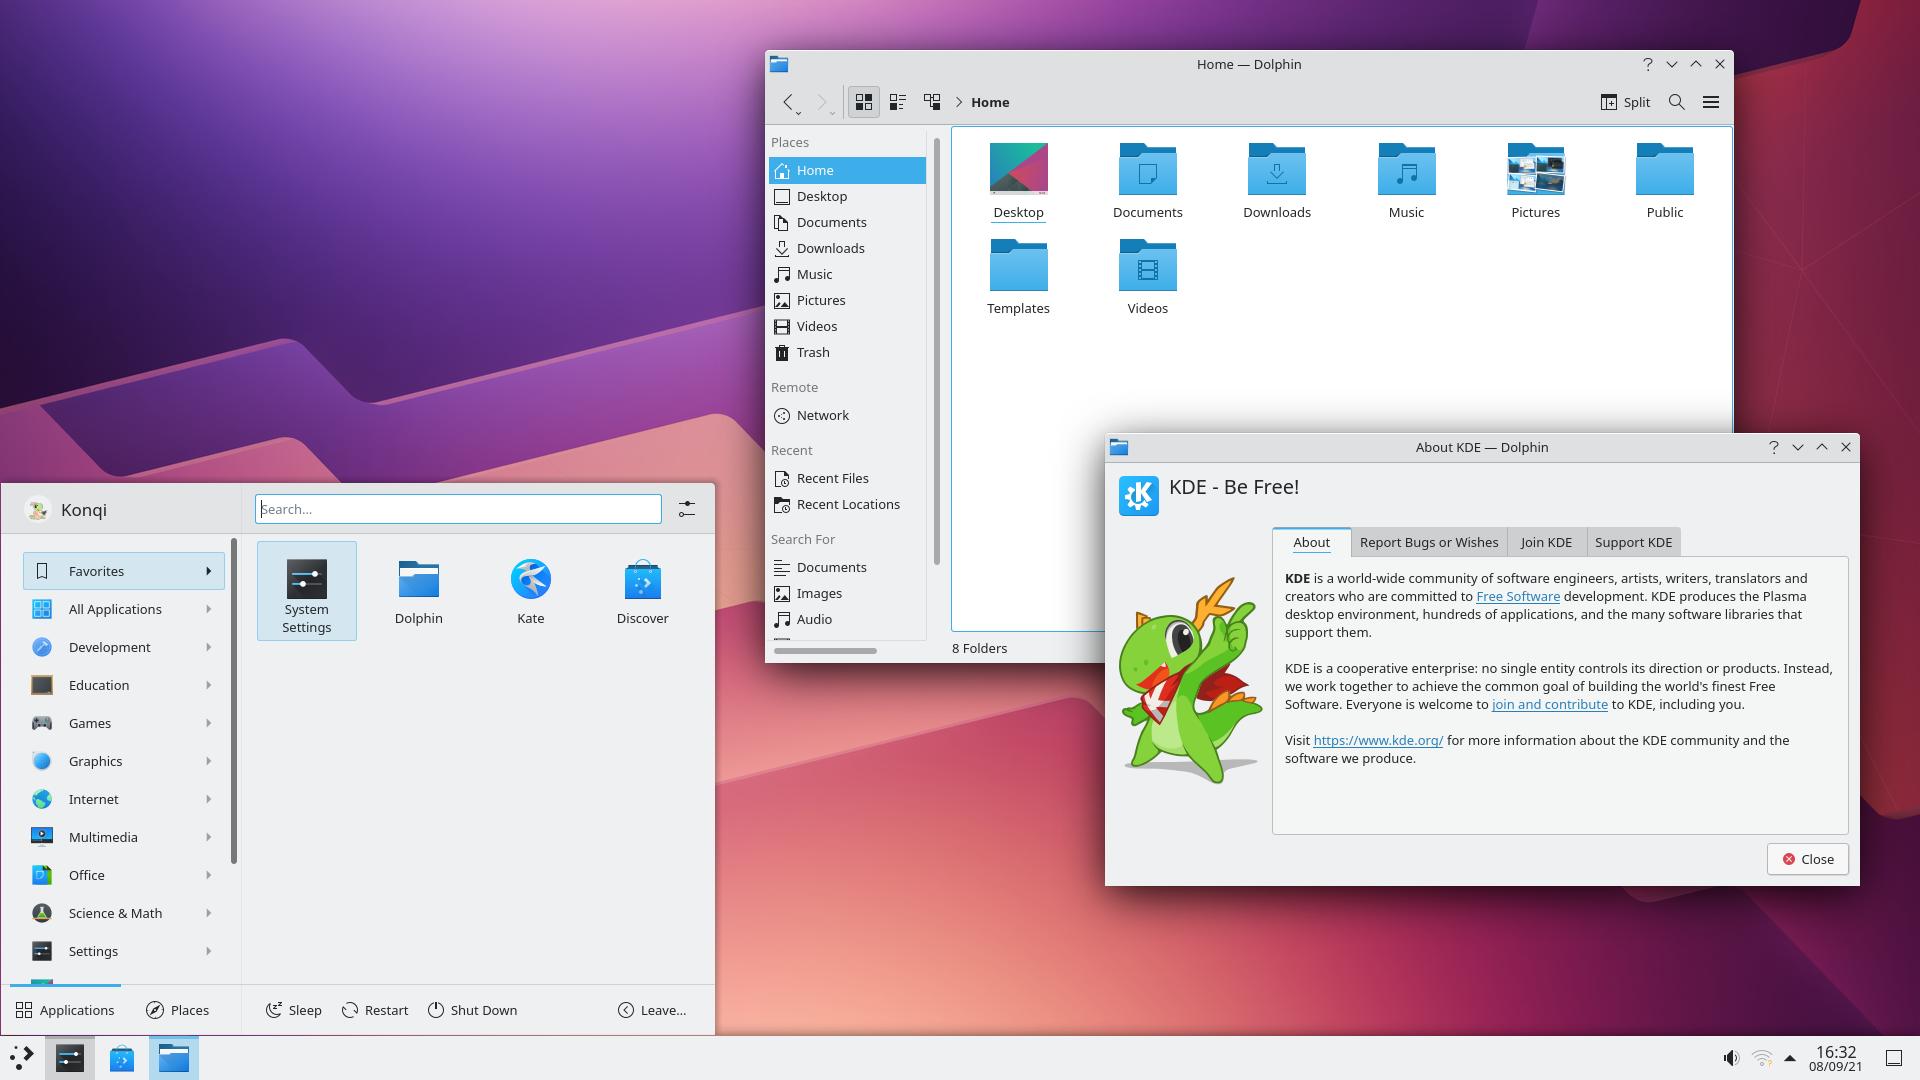 Home — Dolphin
Home
Split
Places
Home
Desktop
Documents
Downloads
Music
Pictures
Videos
Trash
Remote
Network
Recent
Recent Files
Recent Locations
Search For
Documents
Images
Audio
Desktop
Documents
Downloads
Music
Pictures
Public
Templates
Videos
8 Folders
About KDE — Dolphin
KDE - Be Free!
About
Report Bugs or Wishes
Join KDE
Support KDE
KDE is a world-wide community of software engineers, artists, writers, translators and
creators who are committed to Free Software development. KDE produces the Plasma
desktop environment, hundreds of applications, and the many software libraries that
support them.
KDE is a cooperative enterprise: no single entity controls its direction or products. Instead,
we work together to achieve the common goal of building the world's finest Free
Software. Everyone is welcome to join and contribute to KDE, including you.
Visit https://www.kde.org/ for more information about the KDE community and the
software we produce.
Close
Konqi
Search...
Favorites
All Applications
Development
Education
Games
Graphics
Internet
Multimedia
Office
Science & Math
Settings
System
Settings
Dolphin
Kate
Discover
Applications
Places
Sleep
Restart
Shut Down
Leave...
16:32
08/09/21